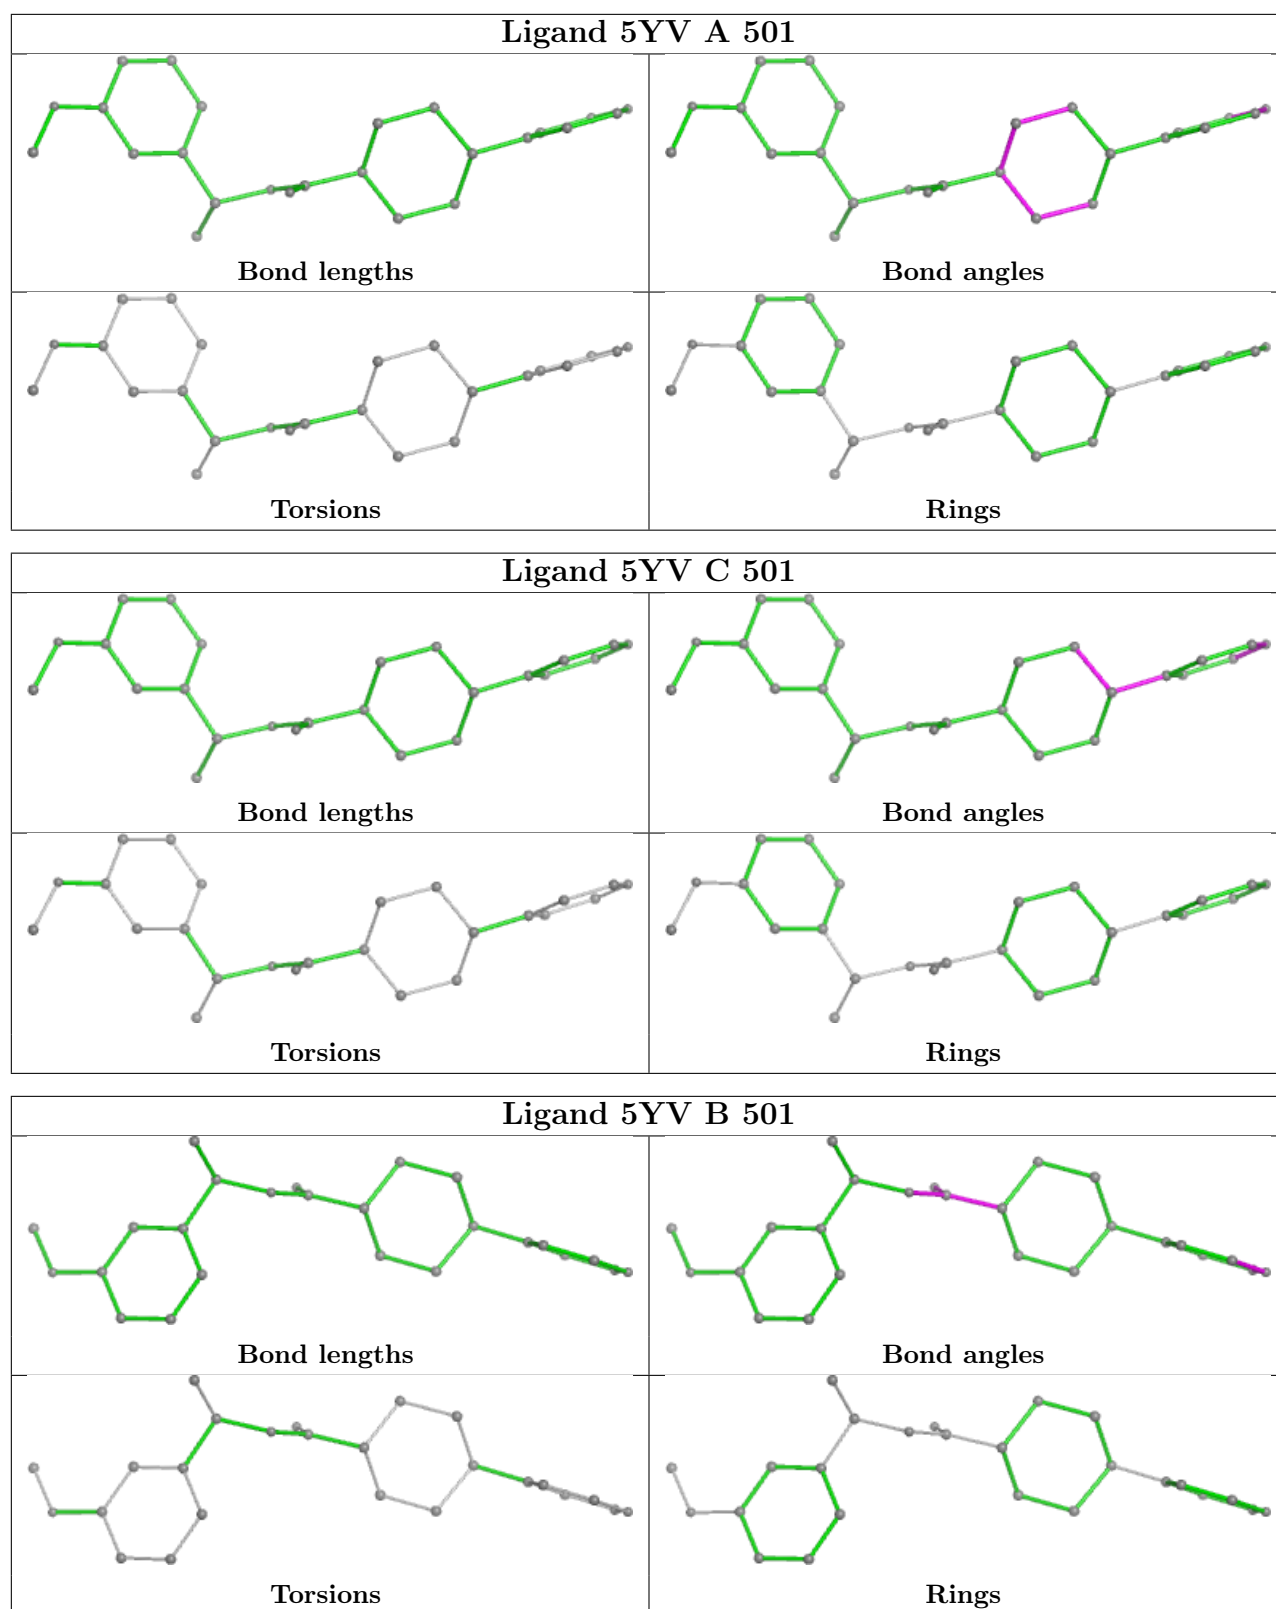 Ligand 5YV A 501
Bond lengths
Bond angles
Torsions
Rings
Ligand 5YV C 501
Bond lengths
Bond angles
Torsions
Rings
Ligand 5YV B 501
Bond lengths
Bond angles
Torsions
Rings